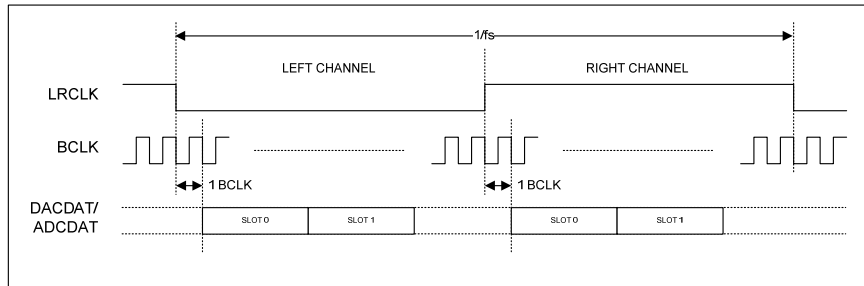 1/fs
LEFT CHANNEL
RIGHT CHANNEL
LRCLK
BCLK
1 BCLK
1 BCLK
DACDAT/
ADCDAT
SLOT 0
SLOT 1
SLOT 0
SLOT 1